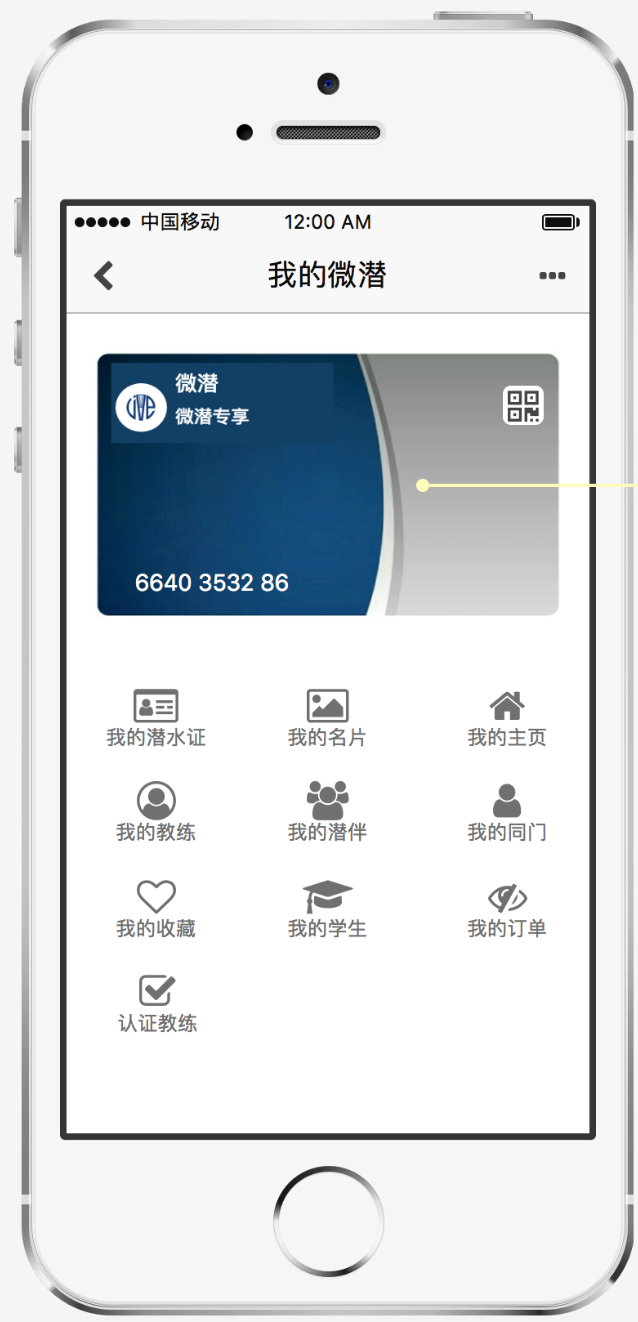 中国移动 12:00 AM
我的微潜
微潜
微潜专享
6640 3532 86
我的潜水证 我的名片 我的主页
我的教练 我的潜伴 我的同门
我的收藏 我的学生 我的订单
认证教练